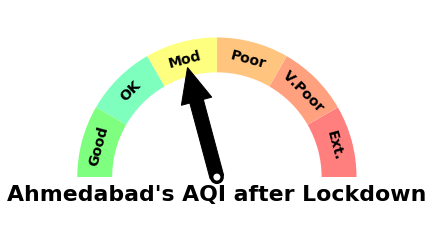 Good
OK
Mod
Poor
V.Poor
Ext.
Ahmedabad's AQI after Lockdown